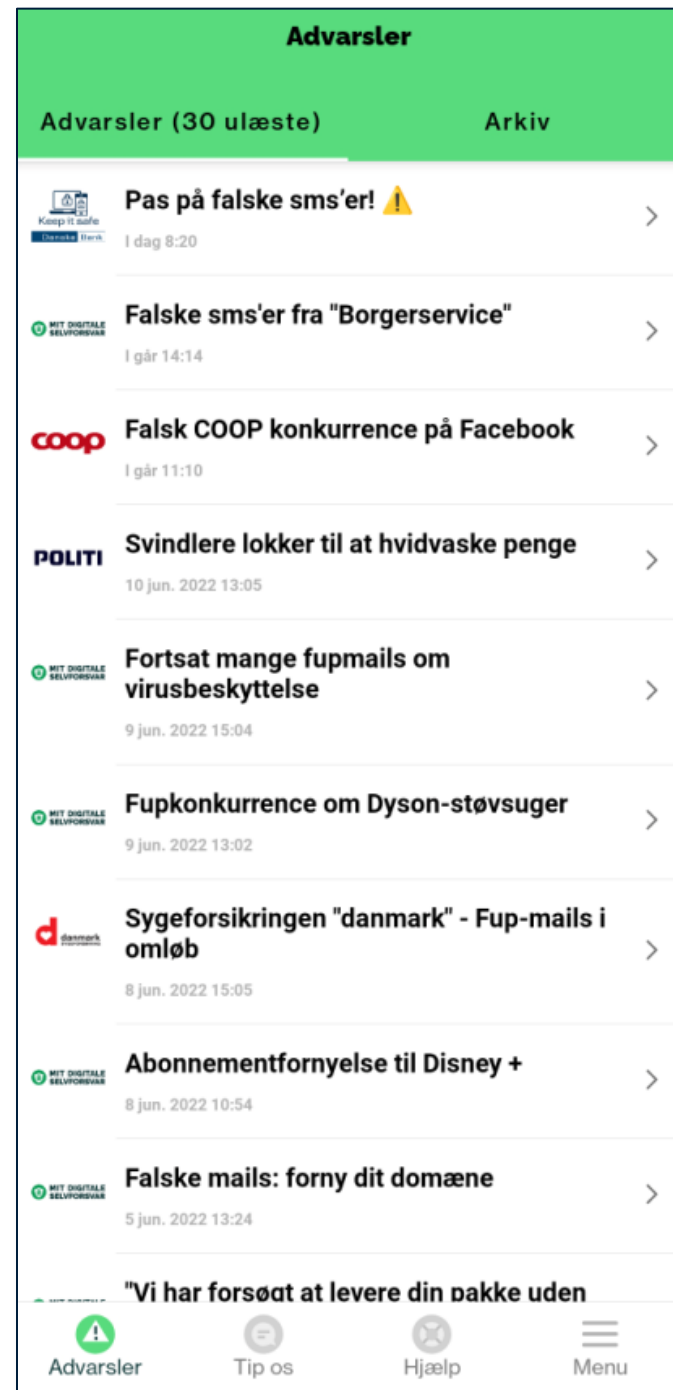 Advarsler
Advarsler (30 ulæste)
Arkiv
Keep it safe
Danske Bank
Pas på falske sms'er! ⚠️
I dag 8:20
MIT DIGITALE
SELVFORSVAR
Falske sms'er fra "Borgerservice"
I går 14:14
coop
Falsk COOP konkurrence på Facebook
I går 11:10
POLITI
Svindlere lokker til at hvidvaske penge
10 jun. 2022 13:05
MIT DIGITALE
SELVFORSVAR
Fortsat mange fupmails om
virusbeskyttelse
9 jun. 2022 15:04
MIT DIGITALE
SELVFORSVAR
Fupkonkurrence om Dyson-støvsuger
9 jun. 2022 13:02
d danmark
Sygeforsikringen "danmark" - Fup-mails i
omløb
8 jun. 2022 15:05
MIT DIGITALE
SELVFORSVAR
Abonnementfornyelse til Disney +
8 jun. 2022 10:54
MIT DIGITALE
SELVFORSVAR
Falske mails: forny dit domæne
5 jun. 2022 13:24
"Vi har forsøgt at levere din pakke uden
Advarsler
Tip os
Hjælp
Menu